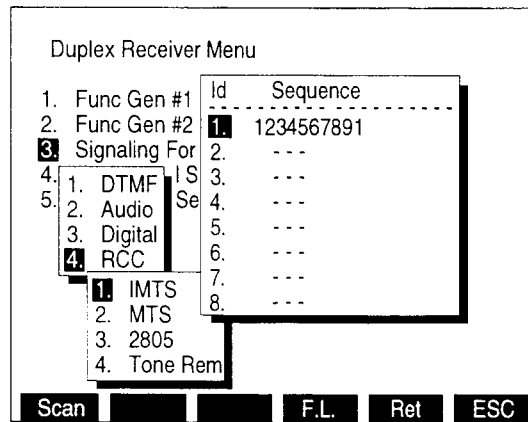 Duplex Receiver Menu
1. Func Gen #1
2. Func Gen #2
3. Signaling For
4. l S
5. Se
1. DTMF
2. Audio
3. Digital
4. RCC
1. IMTS
2. MTS
3. 2805
4. Tone Rem
Id Sequence
1. 1234567891
2. - - -
3. - - -
4. - - -
5. - - -
6. - - -
7. - - -
8. - - -
Scan F.L. Ret ESC